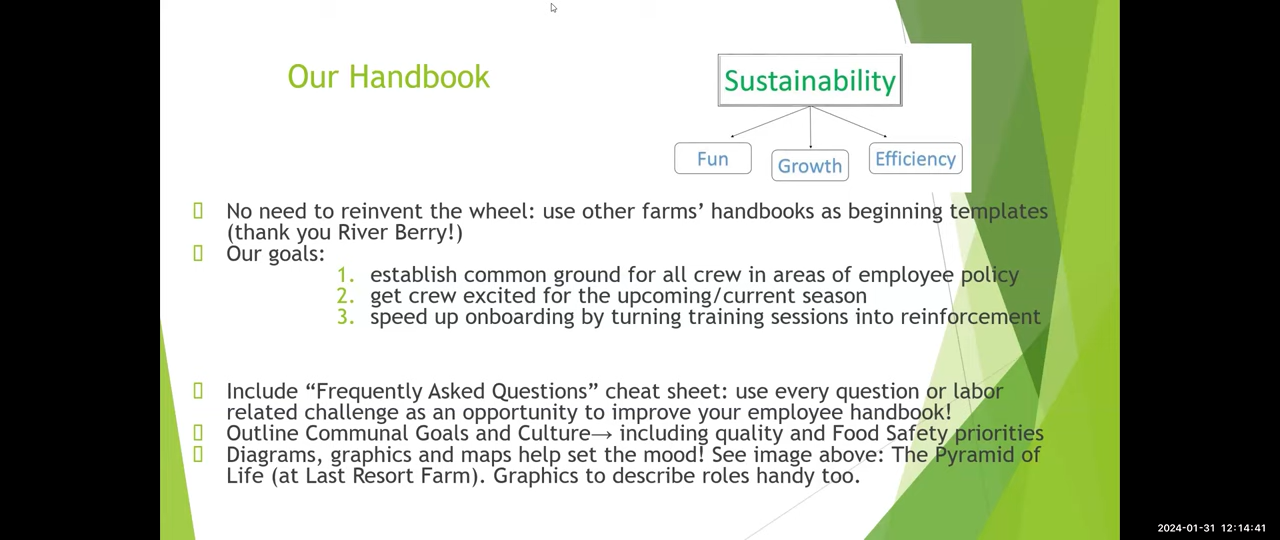 Our Handbook
Sustainability
Fun
Growth
Efficiency
No need to reinvent the wheel: use other farms’ handbooks as beginning templates
(thank you River Berry!)
Our goals:
1. establish common ground for all crew in areas of employee policy
2. get crew excited for the upcoming/current season
3. speed up onboarding by turning training sessions into reinforcement
Include “Frequently Asked Questions” cheat sheet: use every question or labor
related challenge as an opportunity to improve your employee handbook!
Outline Communal Goals and Culture→ including quality and Food Safety priorities
Diagrams, graphics and maps help set the mood! See image above: The Pyramid of
Life (at Last Resort Farm). Graphics to describe roles handy too.
2024-01-31 12:14:41